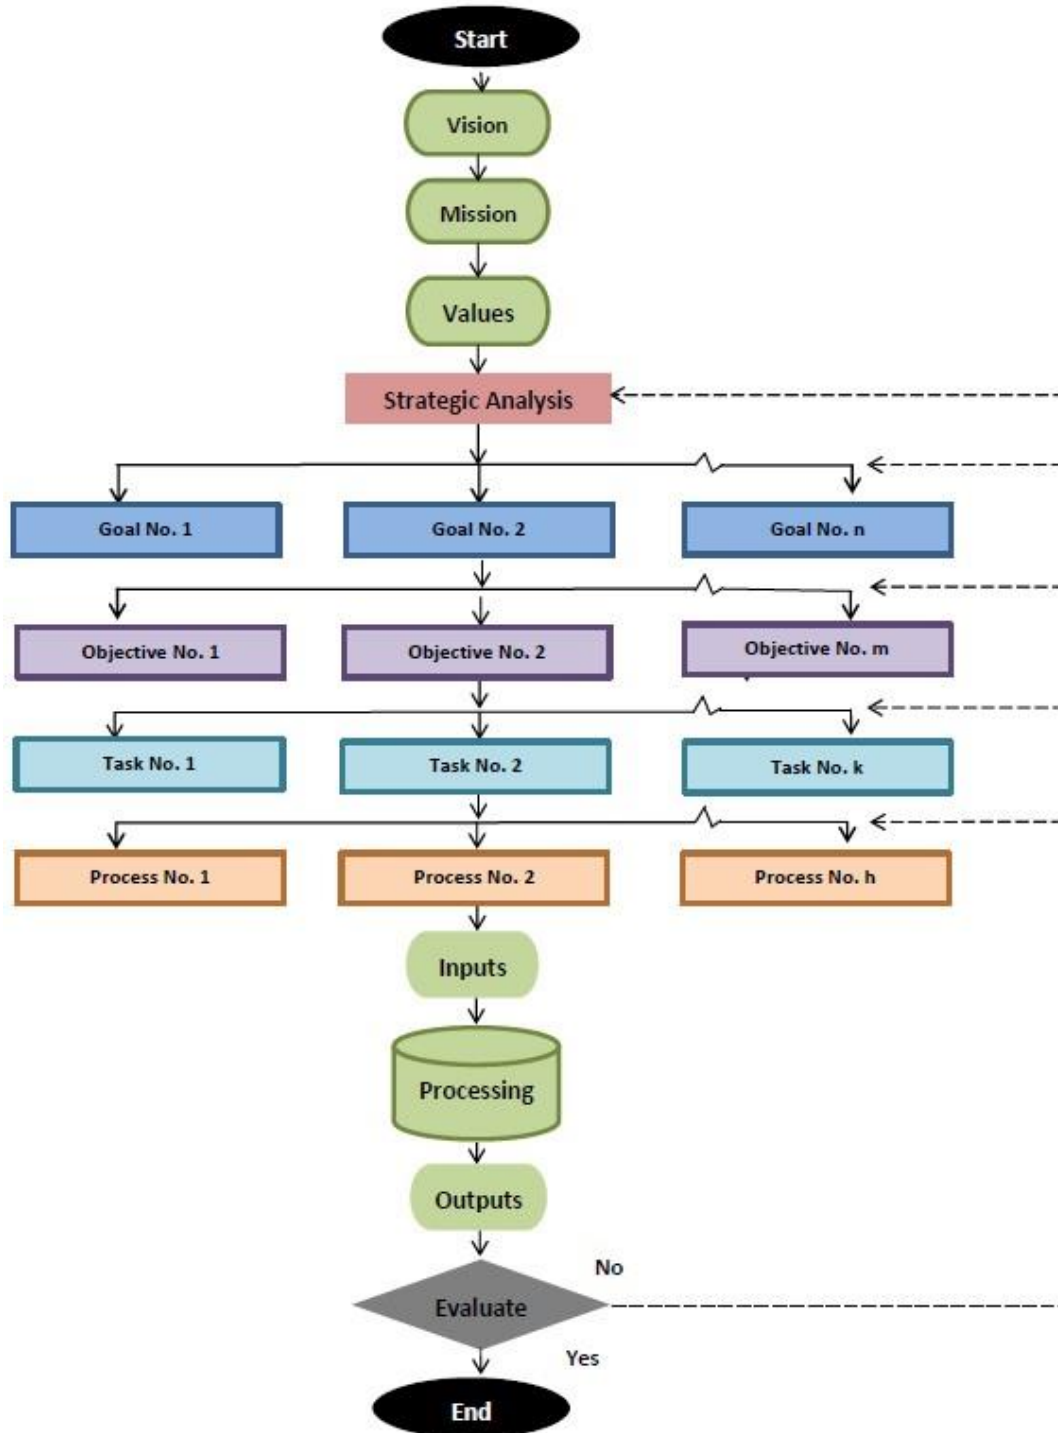 Start
Vision
Mission
Values
Strategic Analysis
Goal No. 1
Goal No. 2
Goal No. n
Objective No. 1
Objective No. 2
Objective No. m
Task No. 1
Task No. 2
Task No. k
Process No. 1
Process No. 2
Process No. h
Inputs
Processing
Outputs
No
Evaluate
Yes
End